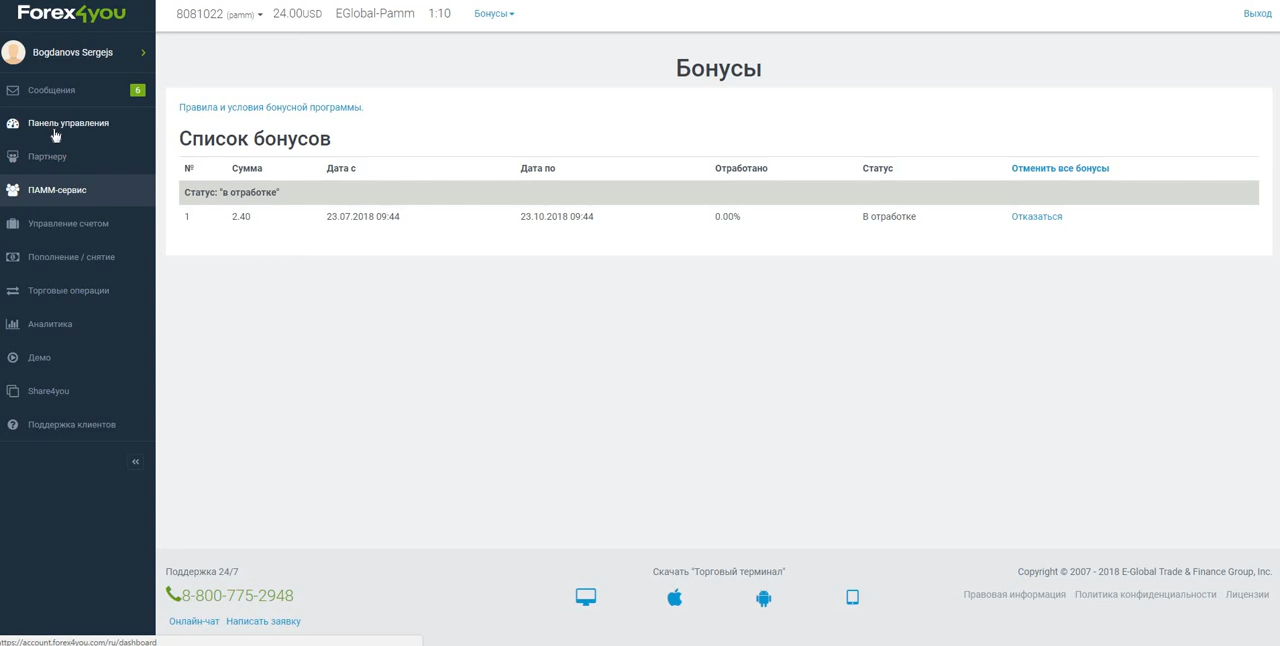 Forex4you
8081022 (pamm) 24.00USD EGlobal-Pamm 1:10 Бонусы Выход
Bogdanovs Sergejs
Сообщения 6
Панель управления
Партнеру
ПАММ-сервис
Управление счетом
Пополнение / снятие
Торговые операции
Аналитика
Демо
Share4you
Поддержка клиентов
«
Бонусы
Правила и условия бонусной программы.
Список бонусов
№ Сумма Дата с Дата по Отработано Статус Отменить все бонусы
Статус: "в отработке"
1 2.40 23.07.2018 09:44 23.10.2018 09:44 0.00% В отработке Отказаться
Поддержка 24/7
8-800-775-2948
Онлайн-чат Написать заявку
Скачать "Торговый терминал"
Copyright © 2007 - 2018 E-Global Trade & Finance Group, Inc.
Правовая информация Политика конфиденциальности Лицензии
ttps://account.forex4you.com/ru/dashboard